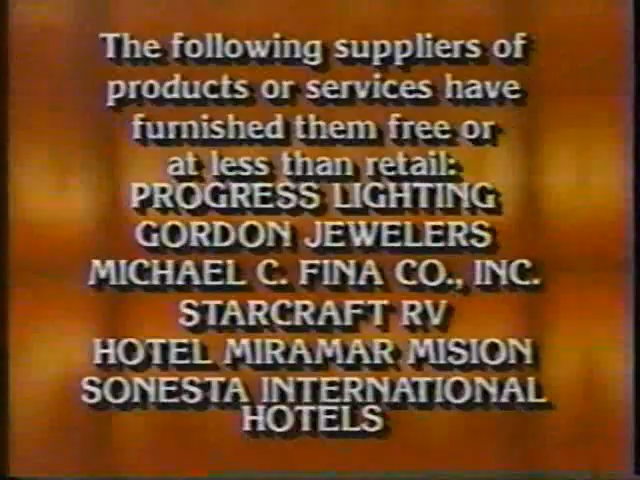 The following suppliers of
products or services have
furnished them free or
at less than retail:
PROGRESS LIGHTING
GORDON JEWELERS
MICHAEL C. FINA CO., INC.
STARCRAFT RV
HOTEL MIRAMAR MISION
SONESTA INTERNATIONAL
HOTELS